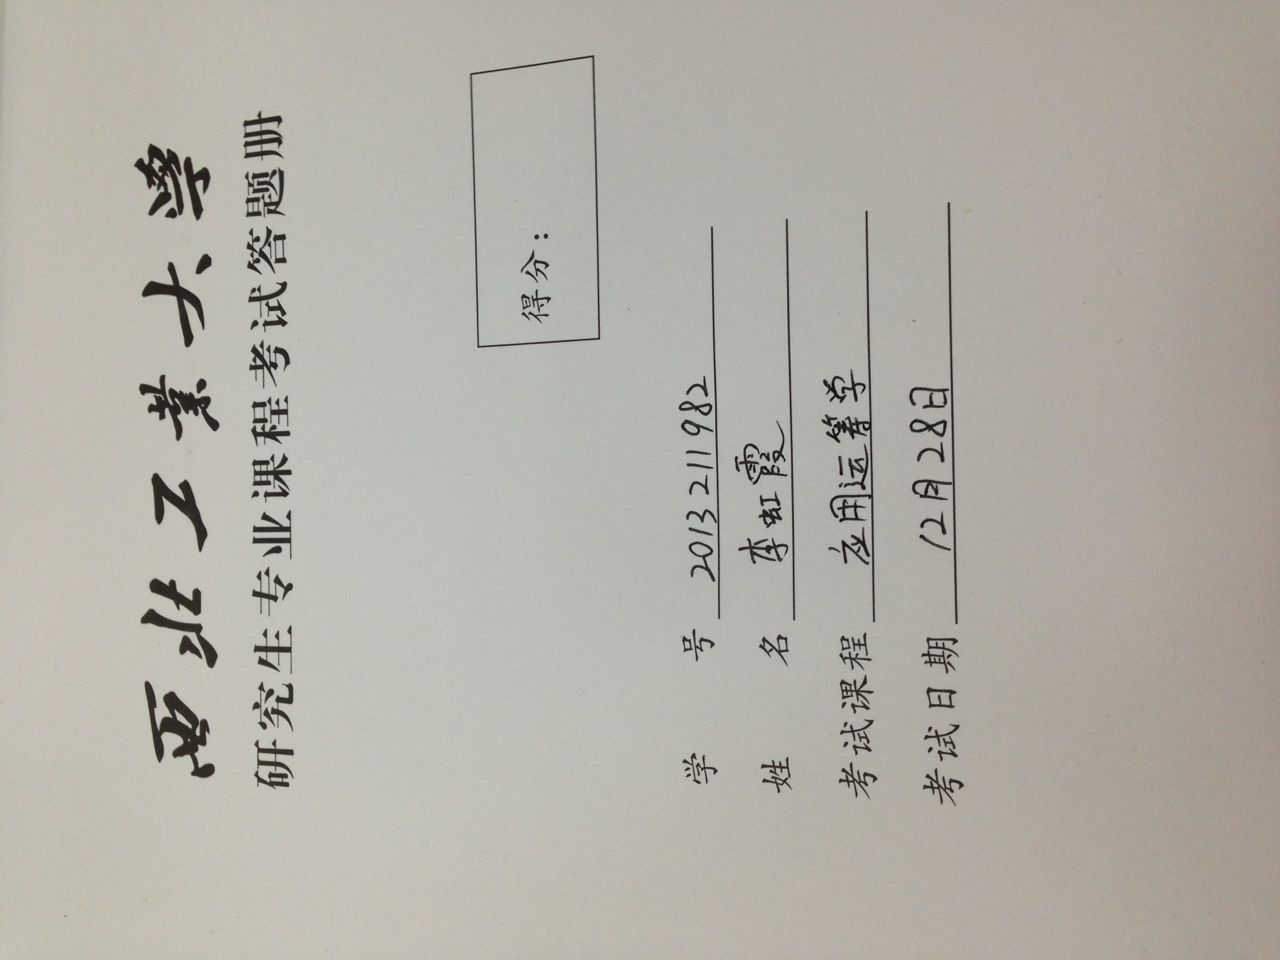 西北工業大學
研究生专业课程考试答题册
得分：
学 号 2013211982
姓 名 李虹霞
考试课程 应用运筹学
考试日期 12月28日